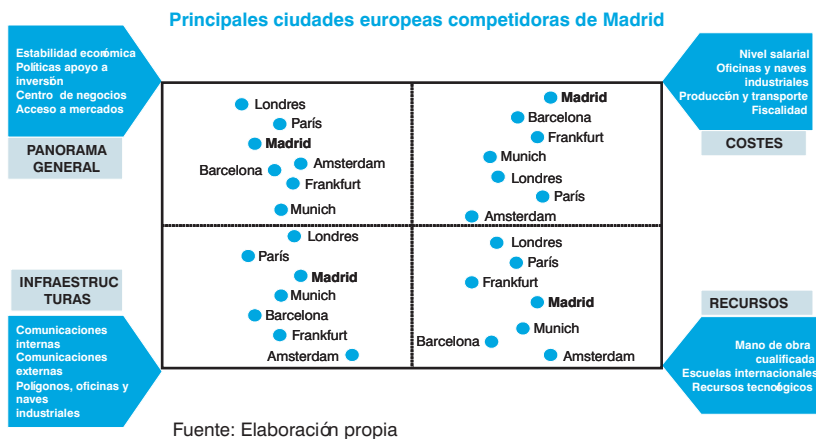 Principales ciudades europeas competidoras de Madrid
Estabilidad económica
Políticas apoyo a
inversión
Centro de negocios
Acceso a mercados
PANORAMA
GENERAL
Londres
París
Madrid
Amsterdam
Barcelona
Frankfurt
Munich
Madrid
Barcelona
Frankfurt
Munich
Londres
París
Amsterdam
Nivel salarial
Oficinas y naves
industriales
Producción y transporte
Fiscalidad
COSTES
INFRAESTRUC
TURAS
Comunicaciones
internas
Comunicaciones
externas
Polígonos, oficinas y
naves
industriales
Londres
París
Madrid
Munich
Barcelona
Frankfurt
Amsterdam
Londres
París
Frankfurt
Madrid
Munich
Barcelona
Amsterdam
RECURSOS
Mano de obra
cualificada
Escuelas internacionales
Recursos tecnológicos
Fuente: Elaboración propia